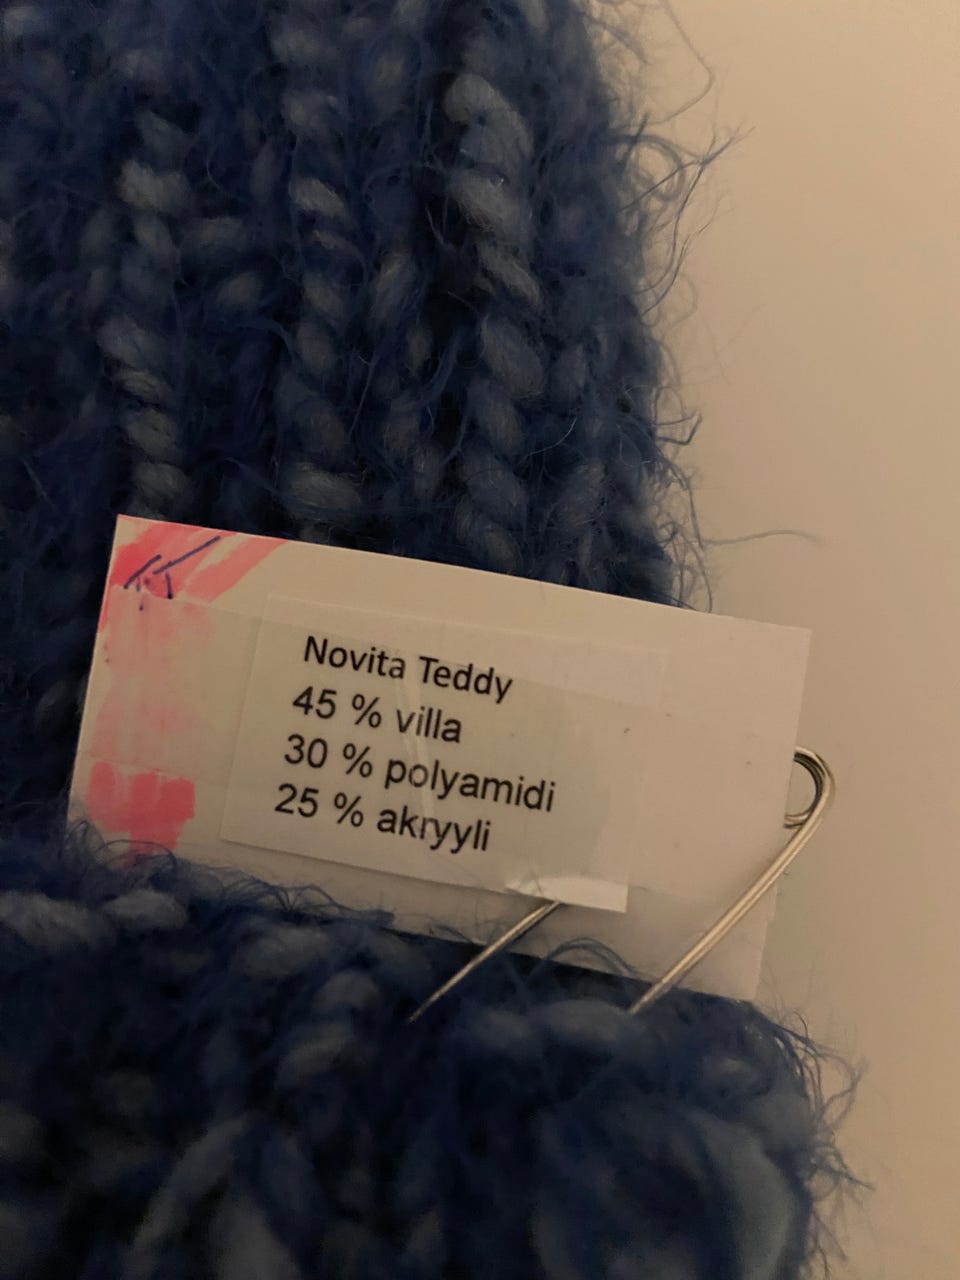 T.T
Novita Teddy
45 % villa
30 % polyamidi
25 % akryyli